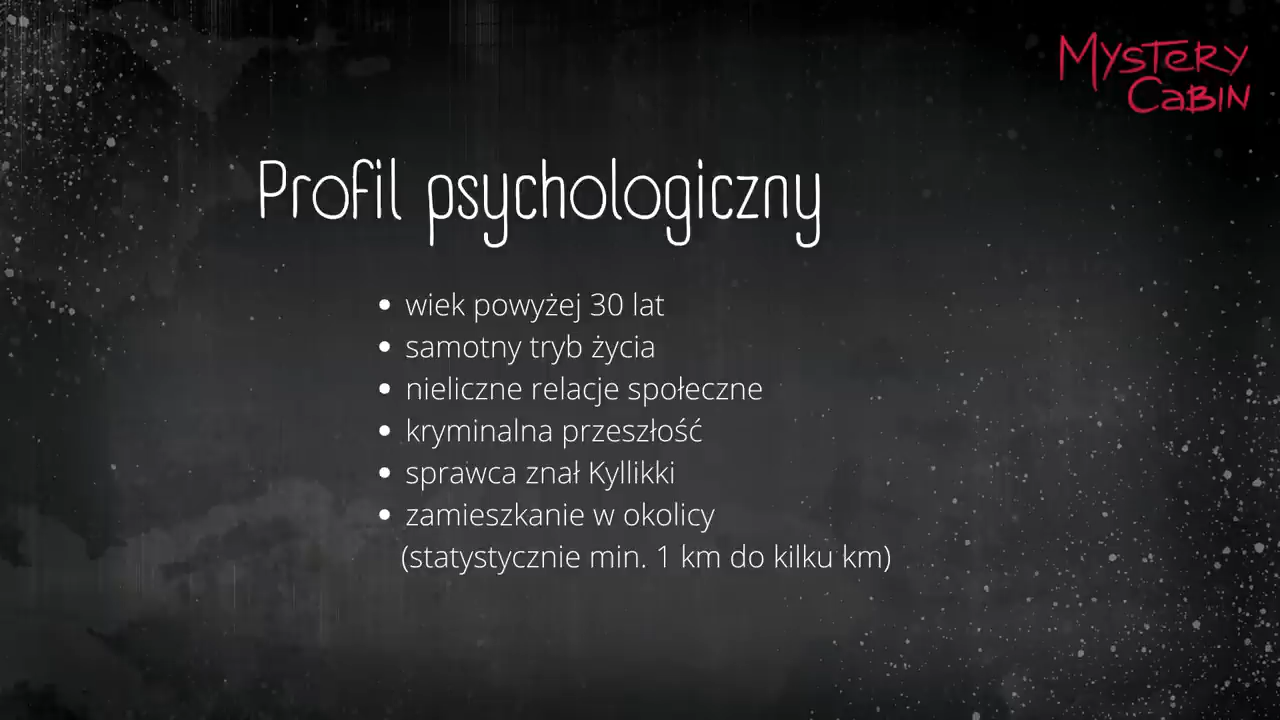 MYSTERY
CABIN
Profil psychologiczny
• wiek powyżej 30 lat
• samotny tryb życia
• nieliczne relacje społeczne
• kryminalna przeszłość
• sprawca znał Kyllikki
• zamieszkanie w okolicy
(statystycznie min. 1 km do kilku km)